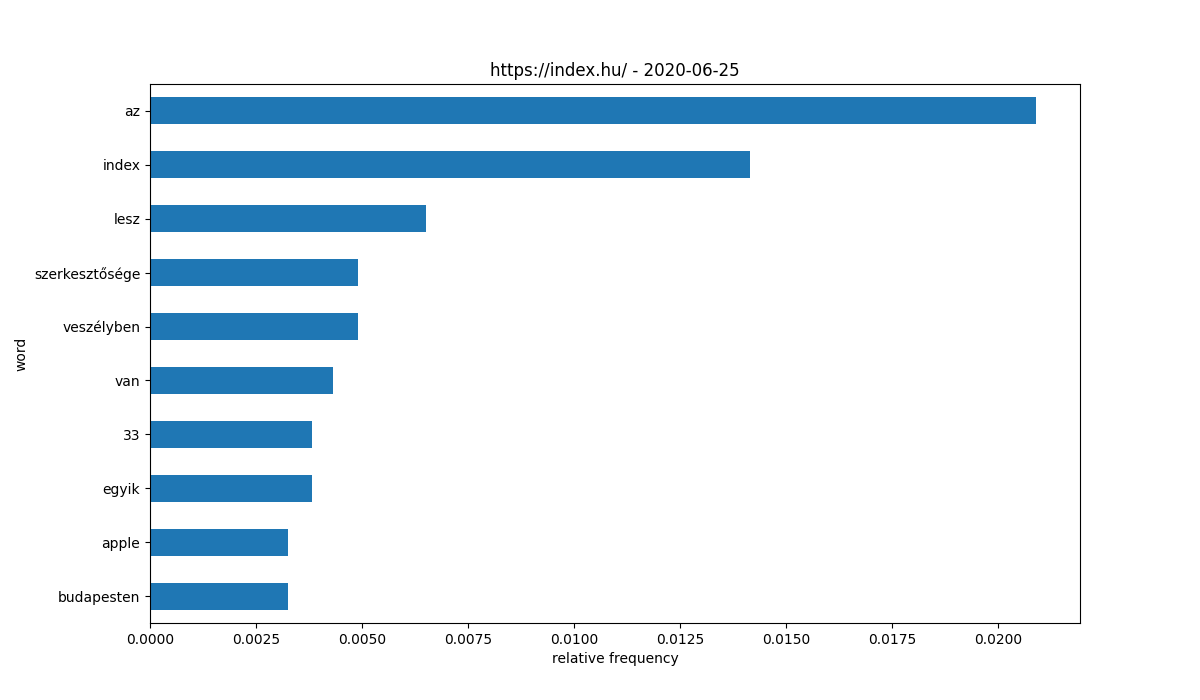 https://index.hu/ - 2020-06-25
az
index
lesz
szerkesztősége
veszélyben
van
33
egyik
apple
budapesten
word
0.0000 0.0025 0.0050 0.0075 0.0100 0.0125 0.0150 0.0175 0.0200
relative frequency